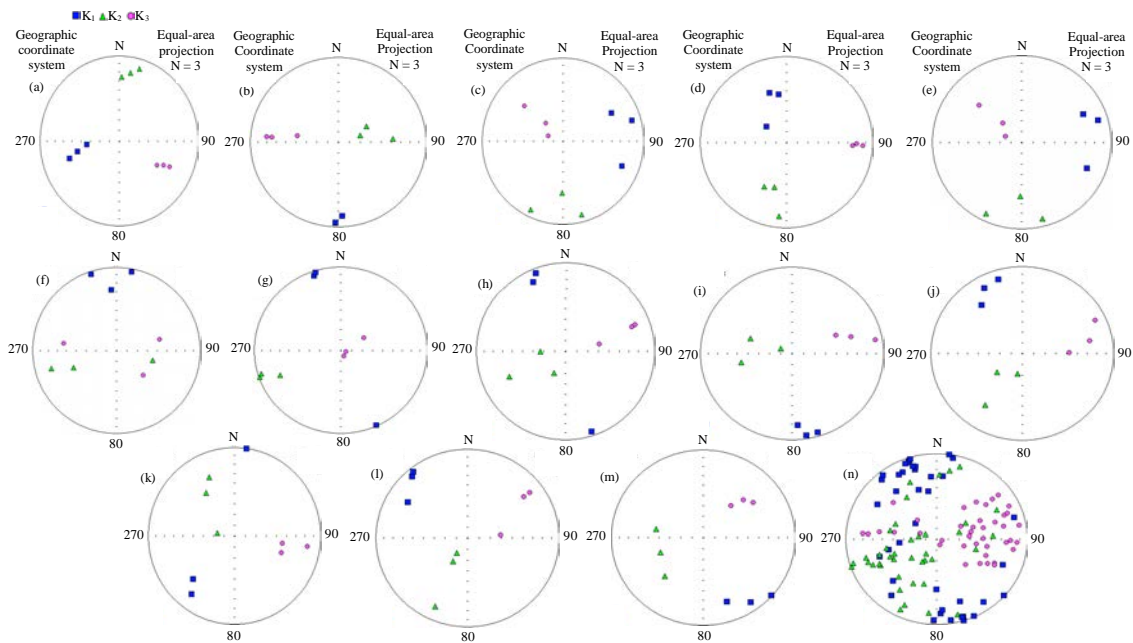 K₁ K₂ K₃
Geographic
coordinate
system
N
Equal-area
projection
N = 3
(a)
270
90
80
Geographic
Coordinate
system
Equal-area
Projection
N = 3
(b)
270
90
80
Geographic
Coordinate
system
Equal-area
Projection
N = 3
(c)
270
90
80
Geographic
Coordinate
system
N
Equal-area
Projection
N = 3
(d)
270
90
80
Geographic
Coordinate
system
N
Equal-area
Projection
N = 3
(e)
270
90
80
(f)
N
270
90
80
(g)
N
270
90
80
(h)
N
270
90
80
(i)
N
270
90
80
(j)
N
270
90
80
(k)
N
270
90
80
(l)
N
270
90
80
(m)
N
270
90
80
(n)
N
270
90
80